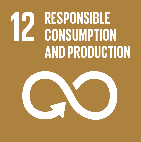 12 RESPONSIBLE
CONSUMPTION
AND PRODUCTION